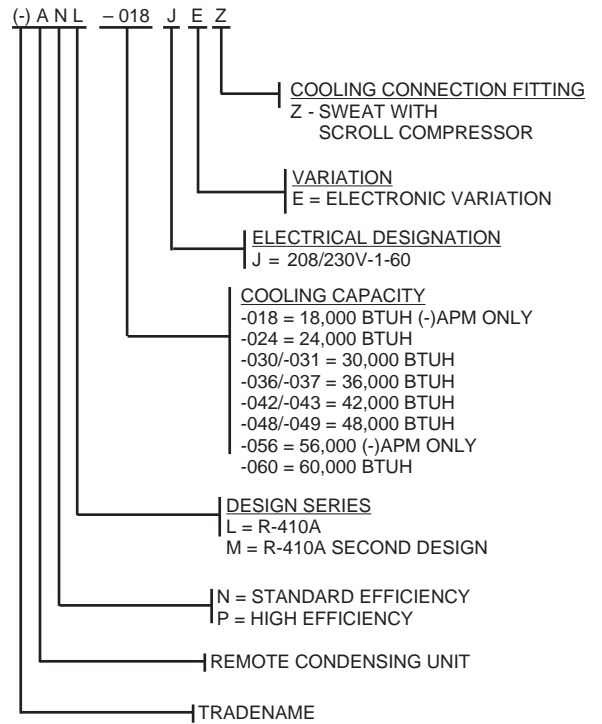 (-) A N L – 018 J E Z
COOLING CONNECTION FITTING
Z - SWEAT WITH
SCROLL COMPRESSOR
VARIATION
E = ELECTRONIC VARIATION
ELECTRICAL DESIGNATION
J = 208/230V-1-60
COOLING CAPACITY
-018 = 18,000 BTUH (-)APM ONLY
-024 = 24,000 BTUH
-030/-031 = 30,000 BTUH
-036/-037 = 36,000 BTUH
-042/-043 = 42,000 BTUH
-048/-049 = 48,000 BTUH
-056 = 56,000 (-)APM ONLY
-060 = 60,000 BTUH
DESIGN SERIES
L = R-410A
M = R-410A SECOND DESIGN
N = STANDARD EFFICIENCY
P = HIGH EFFICIENCY
REMOTE CONDENSING UNIT
TRADENAME